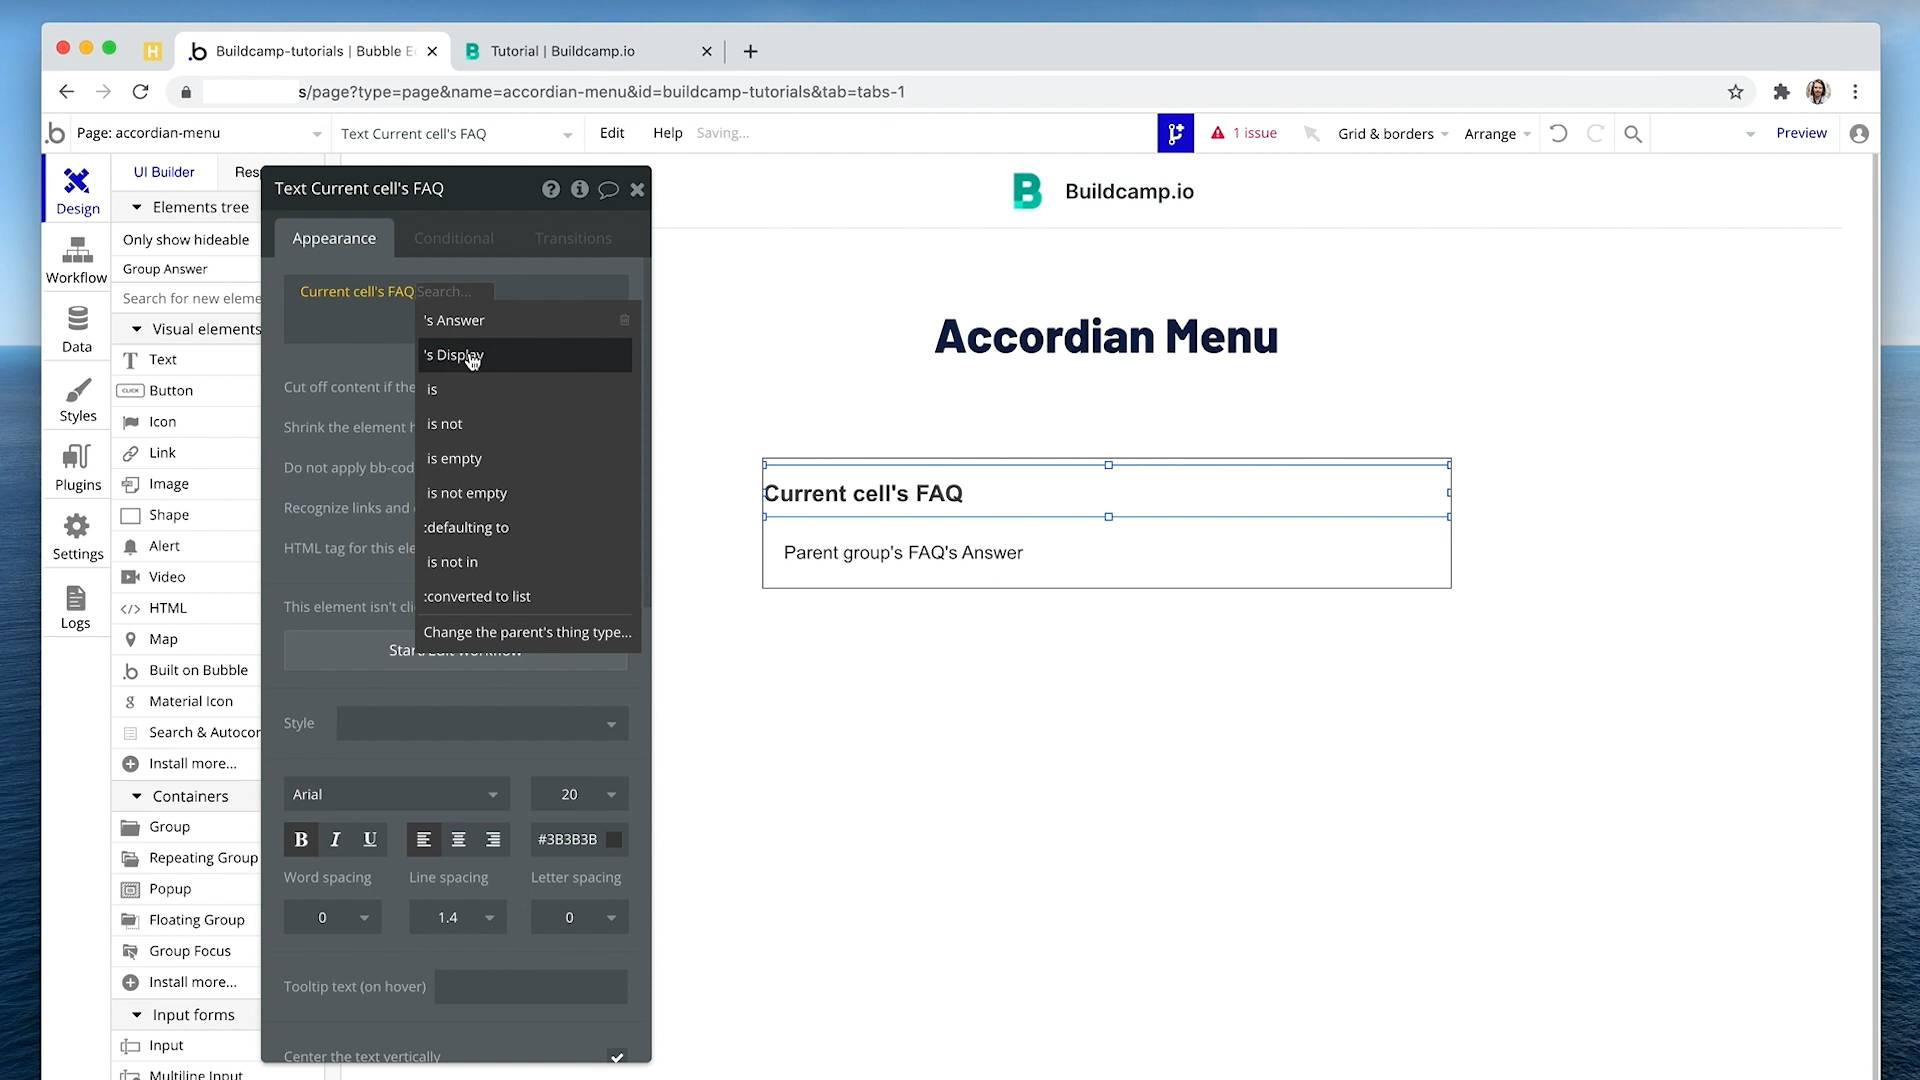 H
Buildcamp-tutorials | Bubble E
Tutorial | Buildcamp.io
s/page?type=page&name=accordian-menu&id=buildcamp-tutorials&tab=tabs-1
Page: accordian-menu
Text Current cell's FAQ
Edit
Help
Saving...
1 issue
Grid & borders
Arrange
Preview
Design
Workflow
Data
Styles
Plugins
Settings
Logs
UI Builder
Res
Elements tree
Only show hideable
Group Answer
Search for new eleme
Visual elements
Text
Button
Icon
Link
Image
Shape
Alert
Video
HTML
Map
Built on Bubble
Material Icon
Search & Autocor
Install more...
Containers
Group
Repeating Group
Popup
Floating Group
Group Focus
Install more...
Input forms
Input
Multiline Input
Text Current cell's FAQ
Appearance
Conditional
Transitions
Current cell's FAQ
Search...
's Answer
's Display
is
is not
is empty
is not empty
:defaulting to
is not in
:converted to list
Change the parent's thing type...
Cut off content if the
Shrink the element h
Do not apply bb-cod
Recognize links and
HTML tag for this ele
This element isn't cli
Start/Edit workflow
Style
Arial
20
B I U
#3B3B3B
Word spacing
Line spacing
Letter spacing
0
1.4
0
Tooltip text (on hover)
Center the text vertically
B
Buildcamp.io
Accordian Menu
Current cell's FAQ
Parent group's FAQ's Answer